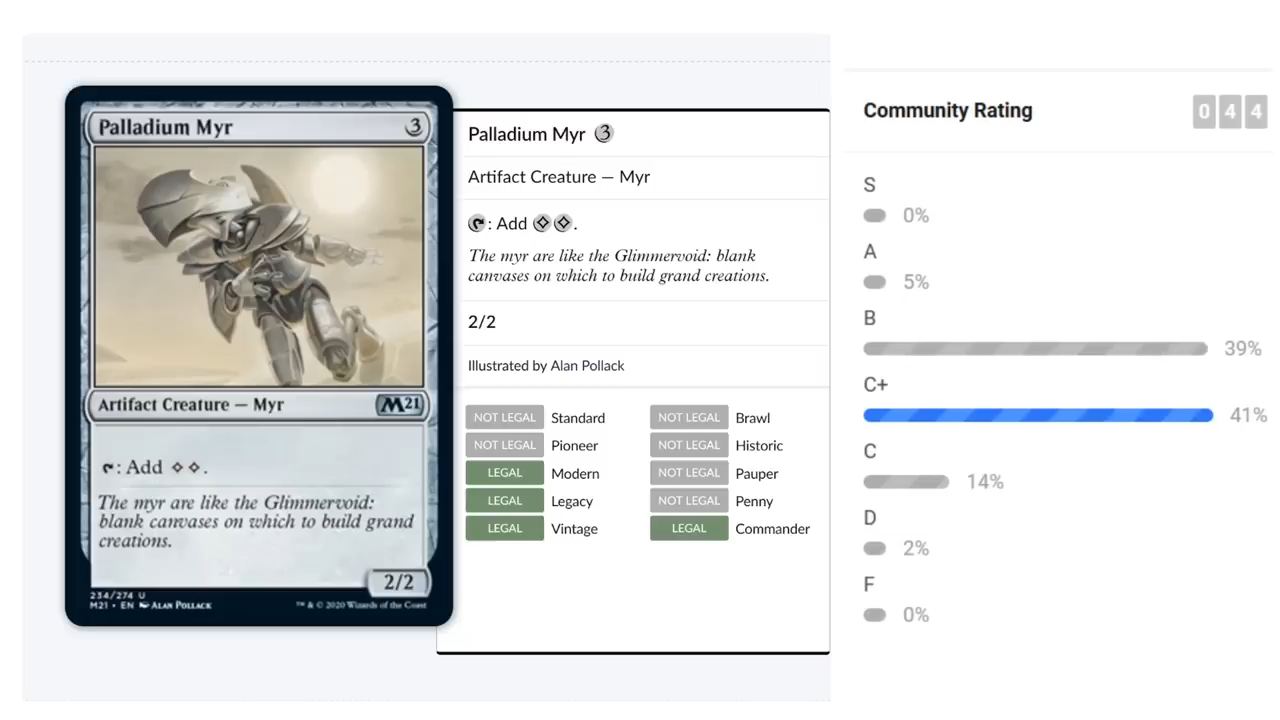 Palladium Myr 3
Artifact Creature — Myr
M21
: Add .
The myr are like the Glimmervoid:
blank canvases on which to build grand
creations.
2/2
234/274 U
M21 • EN ALAN POLLACK
™ & © 2020 Wizards of the Coast
Palladium Myr 3
Artifact Creature — Myr
: Add .
The myr are like the Glimmervoid: blank
canvases on which to build grand creations.
2/2
Illustrated by Alan Pollack
NOT LEGAL Standard NOT LEGAL Brawl
NOT LEGAL Pioneer NOT LEGAL Historic
LEGAL Modern NOT LEGAL Pauper
LEGAL Legacy NOT LEGAL Penny
LEGAL Vintage LEGAL Commander
Community Rating 0 4 4
S
0%
A
5%
B
39%
C+
41%
C
14%
D
2%
F
0%